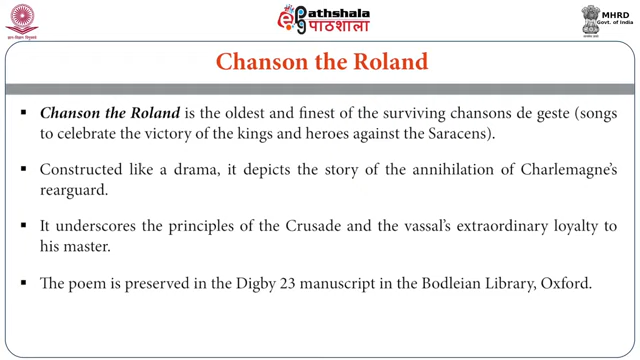 ePathshala
पाठशाला
MHRD
Govt. of India
Chanson the Roland
▪ Chanson the Roland is the oldest and finest of the surviving chansons de geste (songs
to celebrate the victory of the kings and heroes against the Saracens).
▪ Constructed like a drama, it depicts the story of the annihilation of Charlemagne's
rearguard.
▪ It underscores the principles of the Crusade and the vassal's extraordinary loyalty to
his master.
▪ The poem is preserved in the Digby 23 manuscript in the Bodleian Library, Oxford.